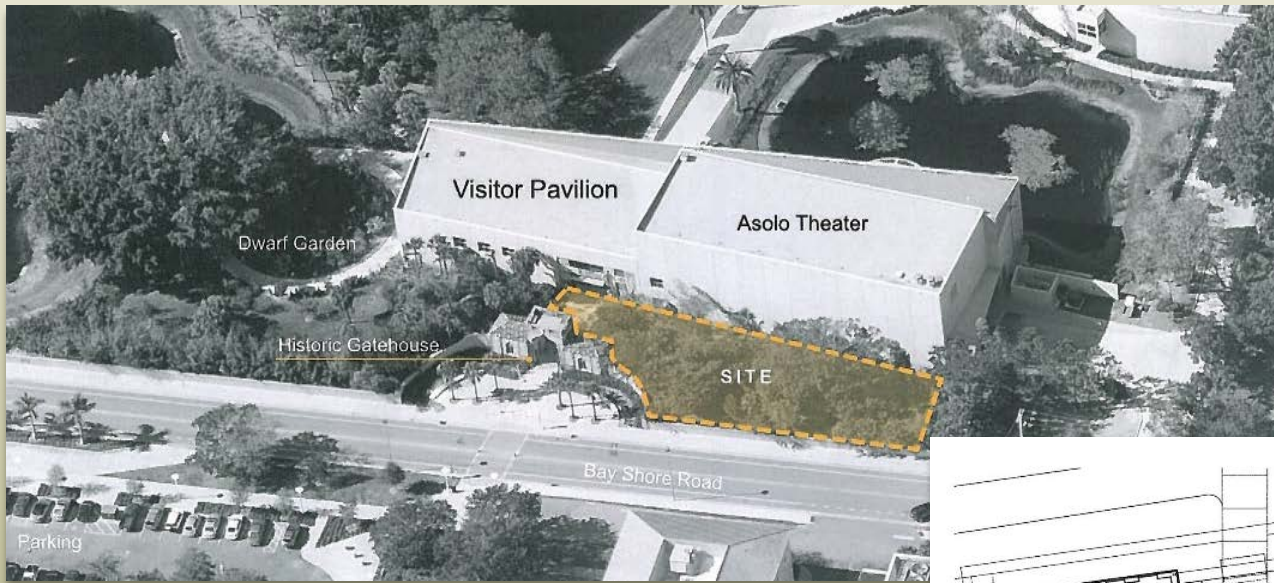 Visitor Pavilion
Asolo Theater
Dwarf Garden
Historic Gatehouse
SITE
Bay Shore Road
Parking